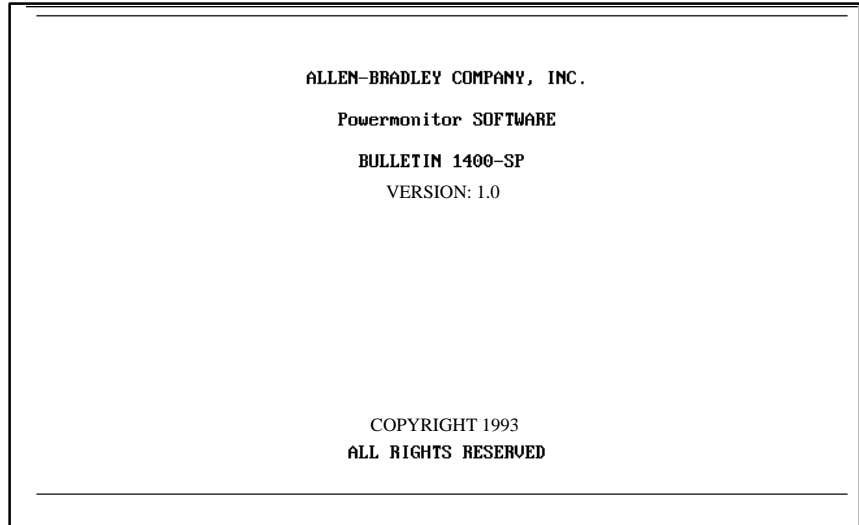 ALLEN-BRADLEY COMPANY, INC.
Powermonitor SOFTWARE
BULLETIN 1400-SP
VERSION: 1.0
COPYRIGHT 1993
ALL RIGHTS RESERVED